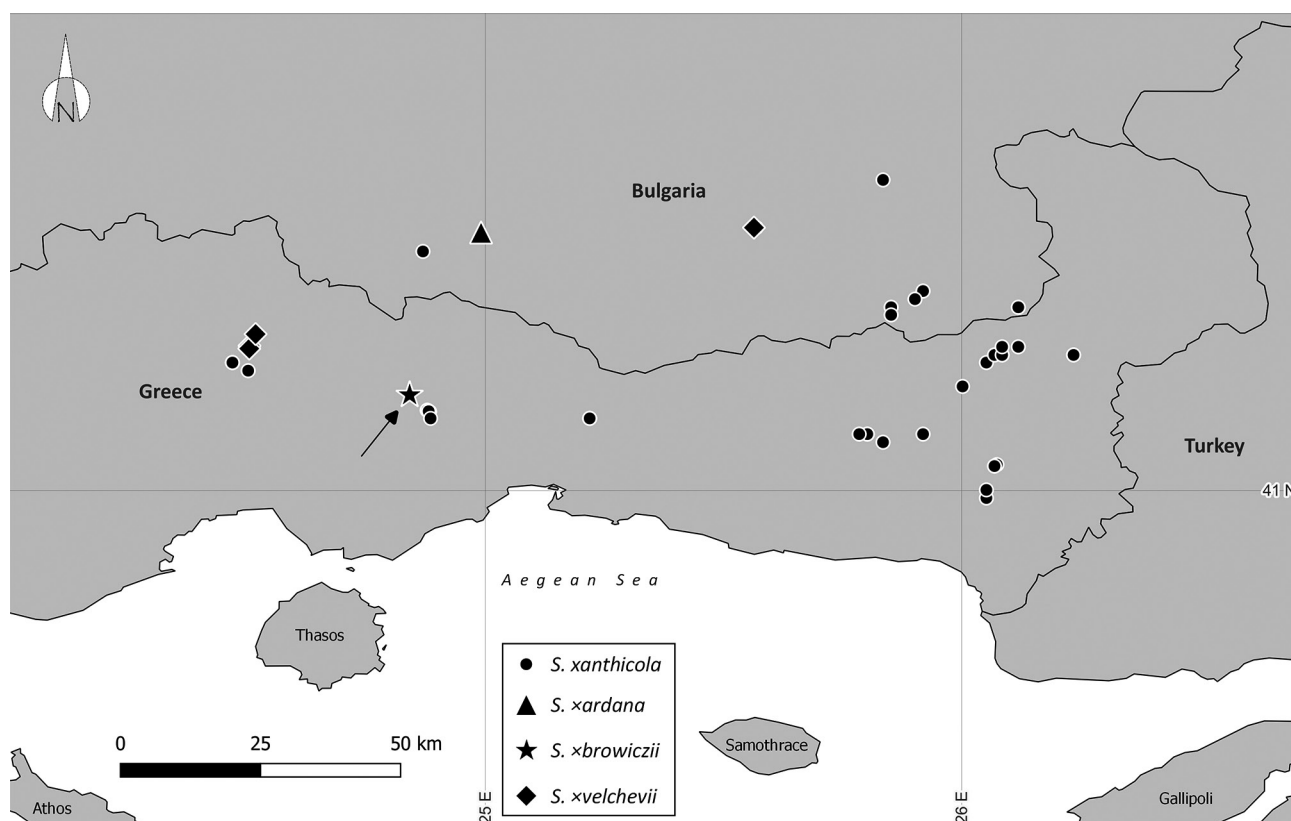 N
Bulgaria
Greece
Turkey
41 N
Aegean Sea
Thasos
S. xanthicola
S. ×ardana
S. ×browiczii
S. ×velchevii
0 25 50 km
Samothrace
Athos
25 E
26 E
Gallipoli